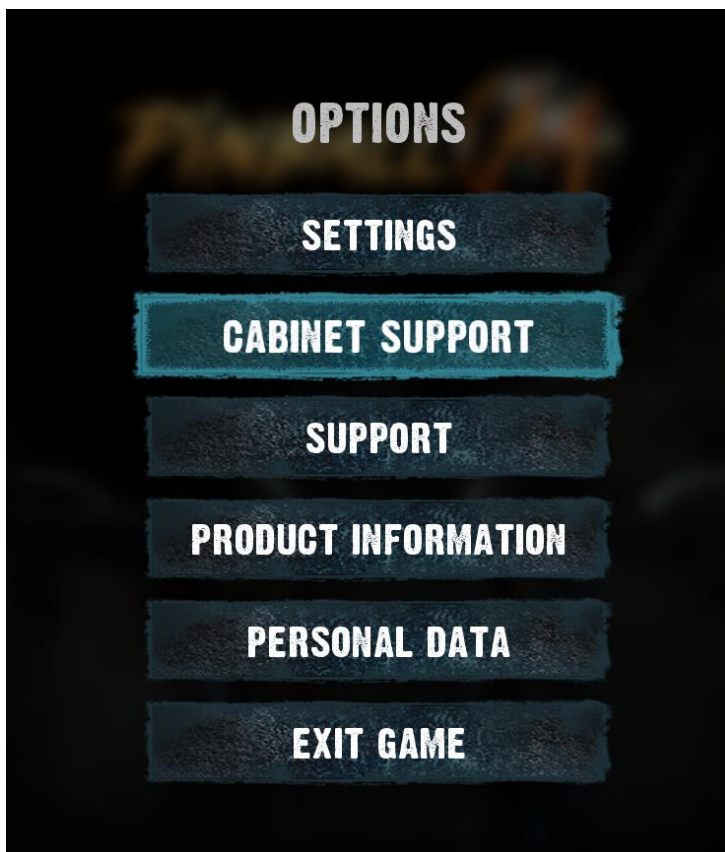 OPTIONS
SETTINGS
CABINET SUPPORT
SUPPORT
PRODUCT INFORMATION
PERSONAL DATA
EXIT GAME